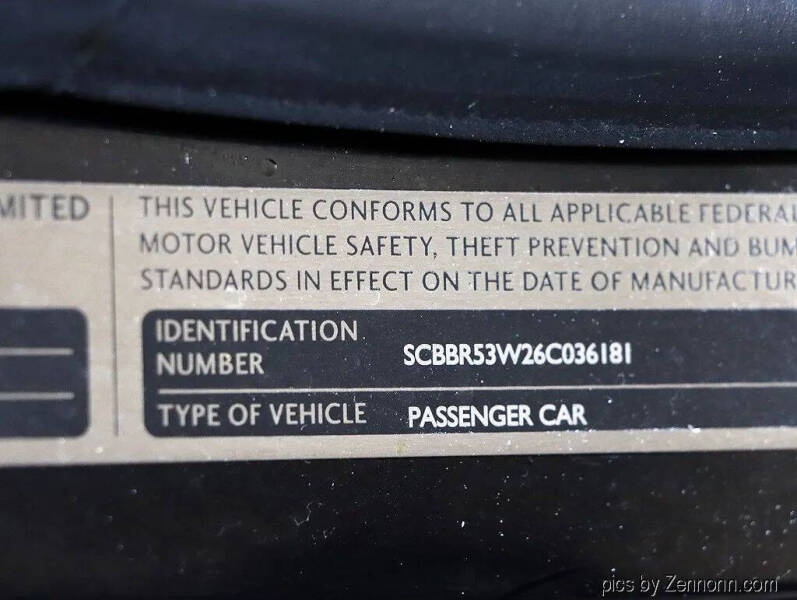 MITED
THIS VEHICLE CONFORMS TO ALL APPLICABLE FEDERAL
MOTOR VEHICLE SAFETY, THEFT PREVENTION AND BUM
STANDARDS IN EFFECT ON THE DATE OF MANUFACTUR
IDENTIFICATION
NUMBER SCBBR53W26C036181
TYPE OF VEHICLE PASSENGER CAR
pics by Zennonn.com